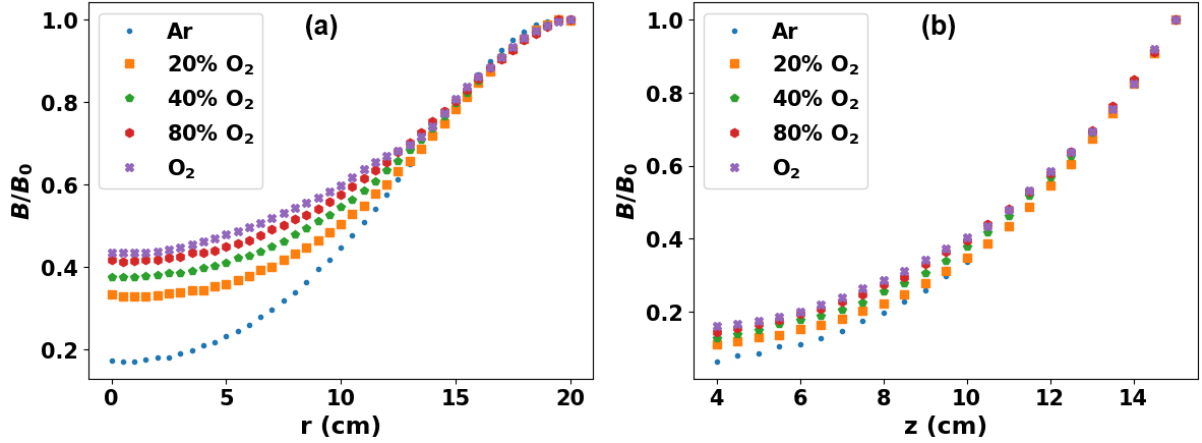 (a)
Ar
20% O₂
40% O₂
80% O₂
O₂
B/B₀
1.0
0.8
0.6
0.4
0.2
0 5 10 15 20
r (cm)
(b)
Ar
20% O₂
40% O₂
80% O₂
O₂
B/B₀
1.0
0.8
0.6
0.4
0.2
4 6 8 10 12 14
z (cm)